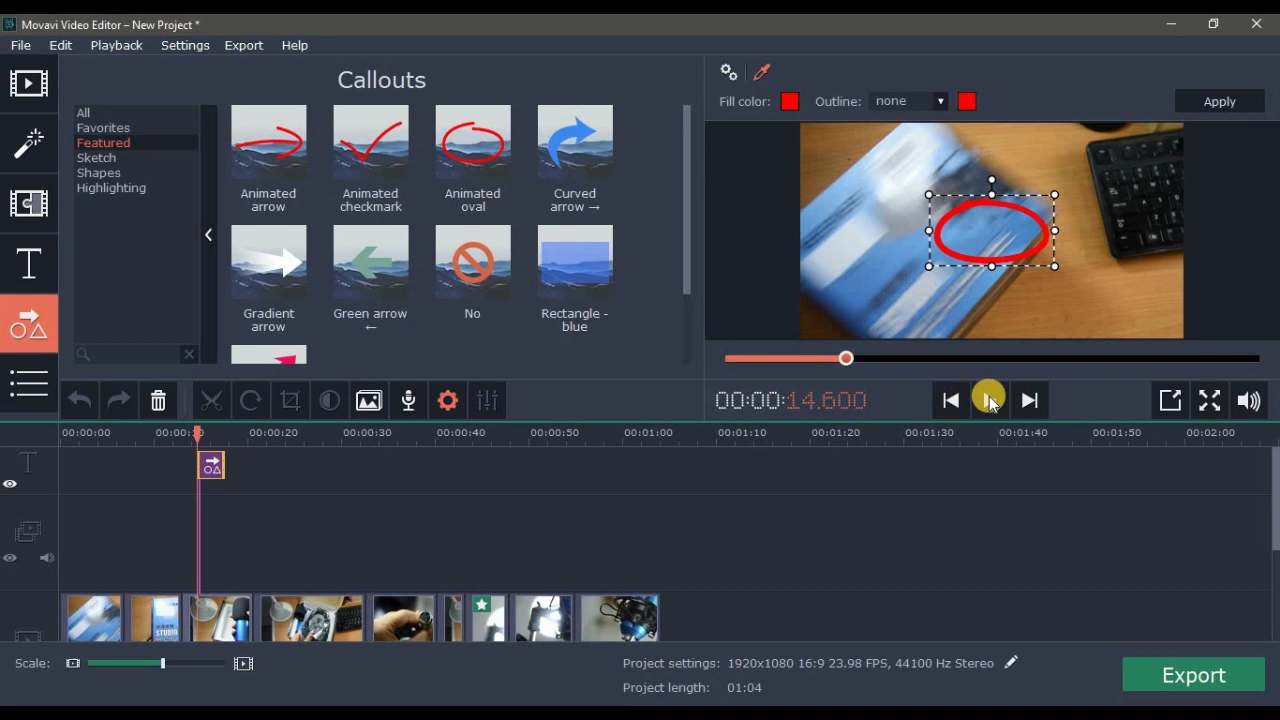 Movavi Video Editor – New Project *
File Edit Playback Settings Export Help
Callouts
All
Favorites
Featured
Sketch
Shapes
Highlighting
Animated arrow
Animated checkmark
Animated oval
Curved arrow →
Gradient arrow
Green arrow ←
No
Rectangle - blue
Fill color:
Outline: none
Apply
00:00:14.600
00:00:00 00:00:20 00:00:30 00:00:40 00:00:50 00:01:00 00:01:10 00:01:20 00:01:30 00:01:40 00:01:50 00:02:00
T
STUDIO
Scale:
Project settings: 1920x1080 16:9 23.98 FPS, 44100 Hz Stereo
Project length: 01:04
Export